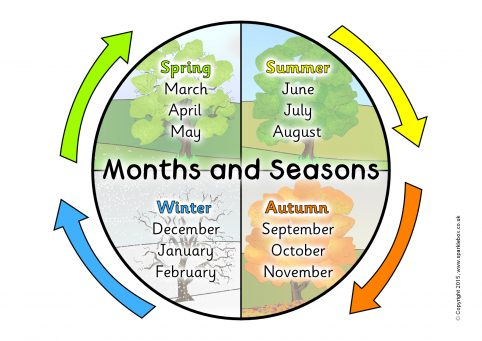 Spring
March
April
May
Summer
June
July
August
Months and Seasons
Winter
December
January
February
Autumn
September
October
November
© Copyright 2015, www.sparklebox.co.uk